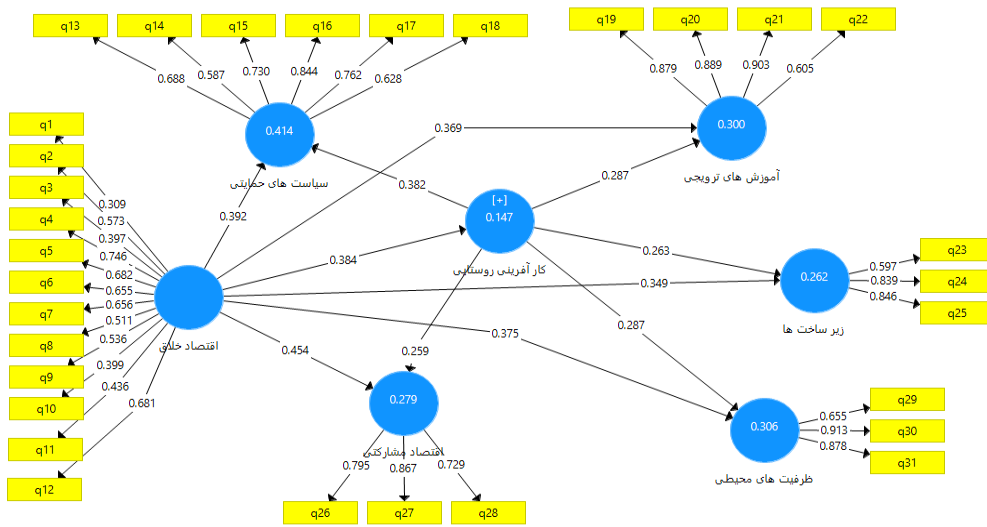 q13 q14 q15 q16 q17 q18
q19 q20 q21 q22
0.688 0.587 0.730 0.844 0.762 0.628
0.879 0.889 0.903 0.605
0.414
سیاست های حمایتی
0.300
آموزش های ترویجی
0.369
0.382
0.287
0.392
[+]
0.147
کار آفرینی روستایی
0.384
0.263
0.349
q1
q2
q3
q4
q5
q6
q7
q8
q9
q10
q11
q12
0.309
0.573
0.397
0.746
0.682
0.655
0.656
0.511
0.536
0.399
0.436
0.681
اقتصاد خلاق
0.262
زیر ساخت ها
0.597
0.839
0.846
q23
q24
q25
0.375
0.287
0.454
0.259
0.279
اقتصاد مشارکتی
0.795 0.867 0.729
q26 q27 q28
0.306
ظرفیت های محیطی
0.655
0.913
0.878
q29
q30
q31